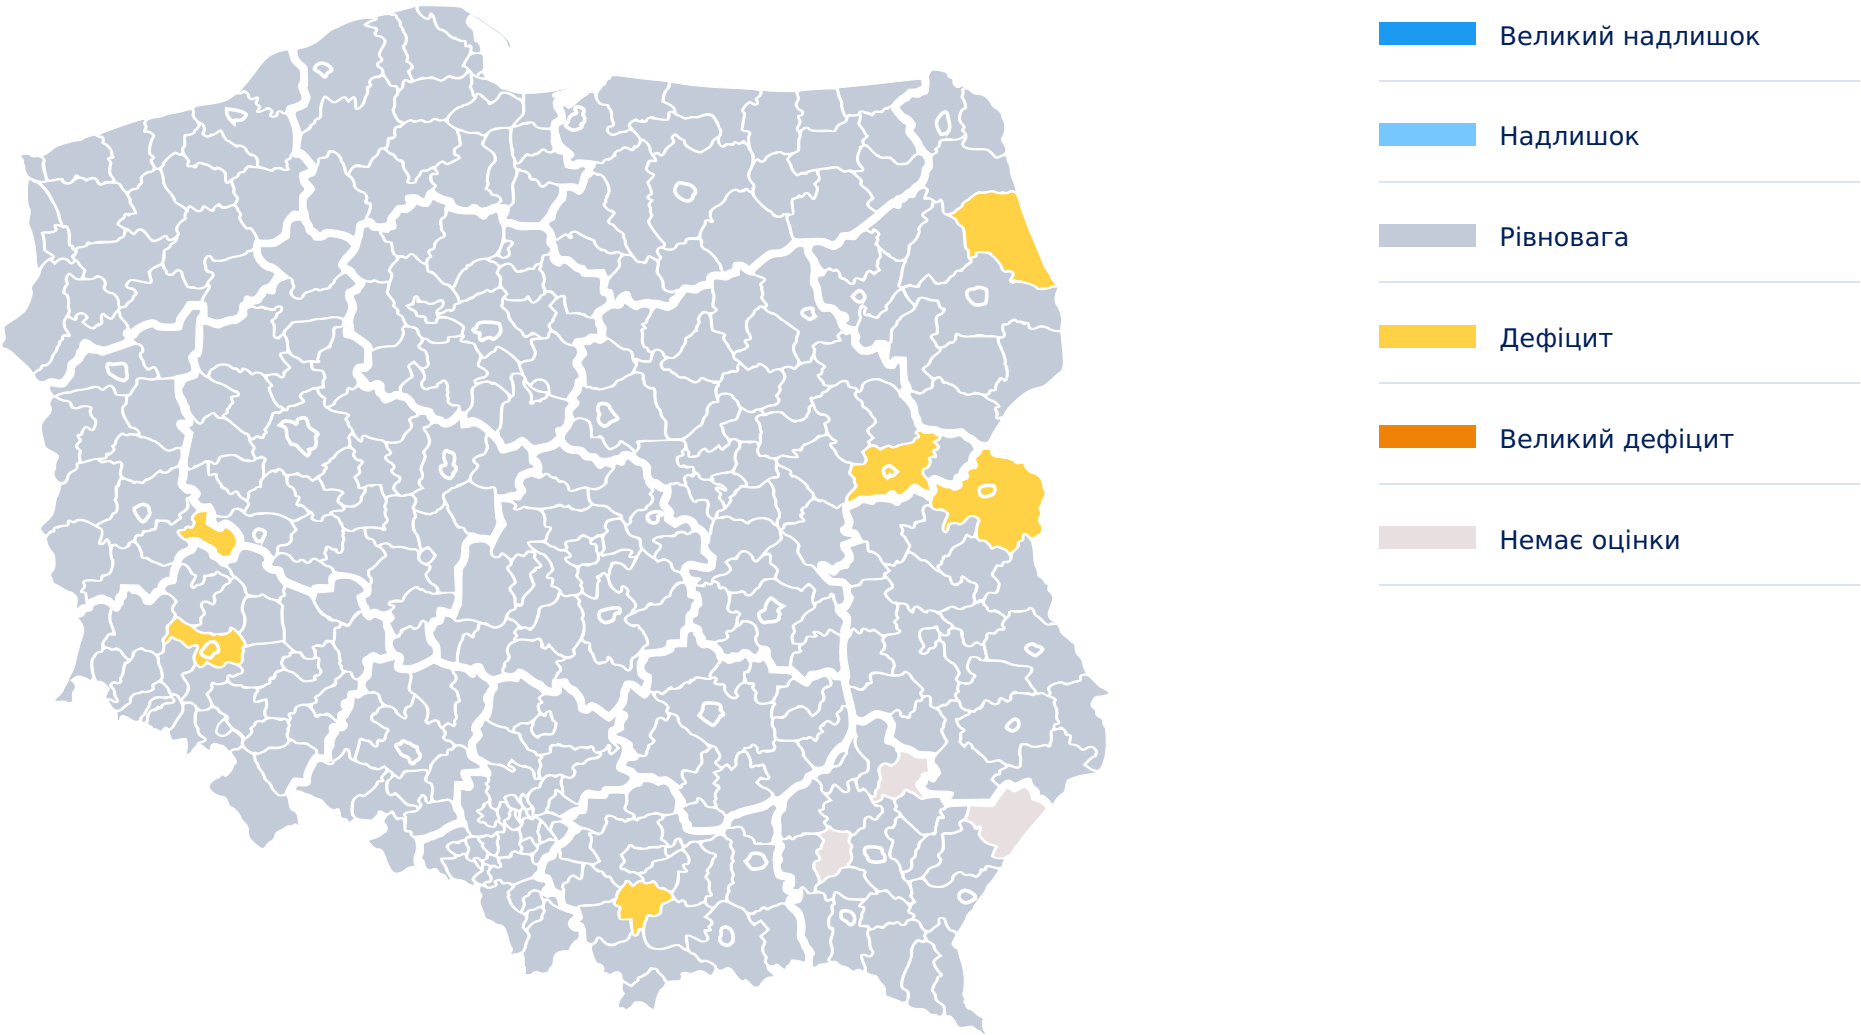 Великий надлишок
Надлишок
Рівновага
Дефіцит
Великий дефіцит
Немає оцінки